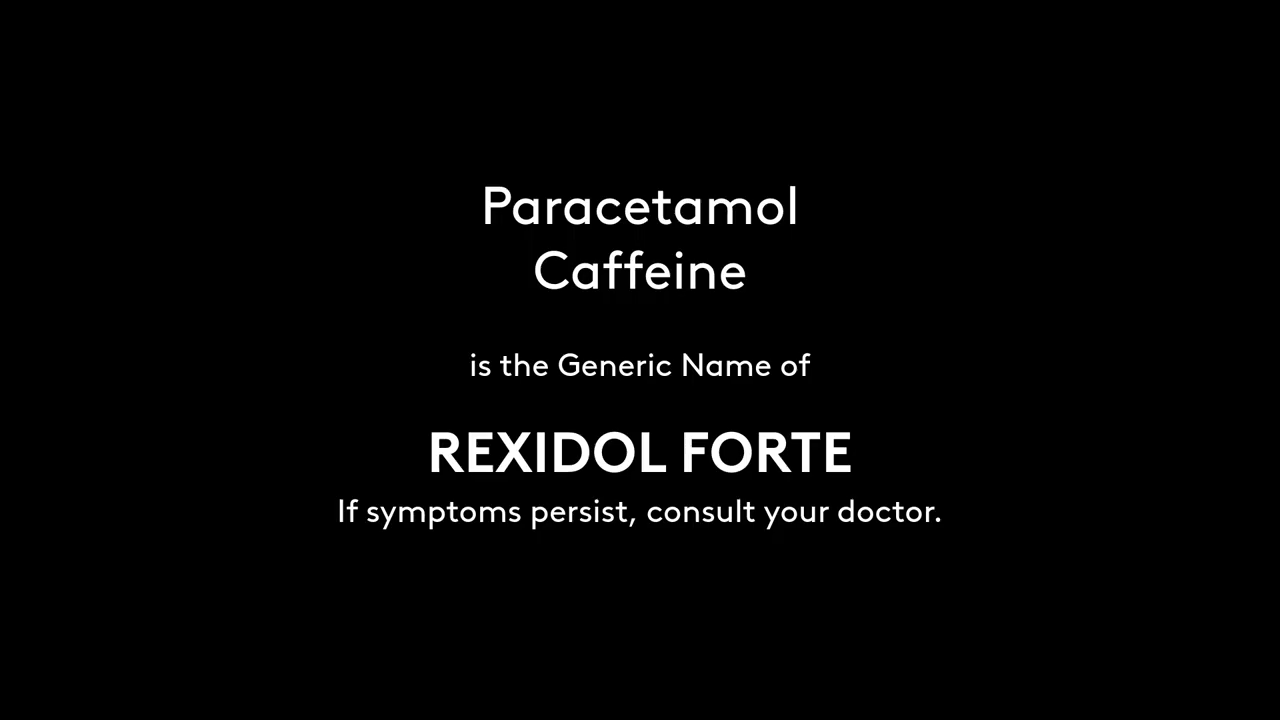 Paracetamol
Caffeine
is the Generic Name of
REXIDOL FORTE
If symptoms persist, consult your doctor.